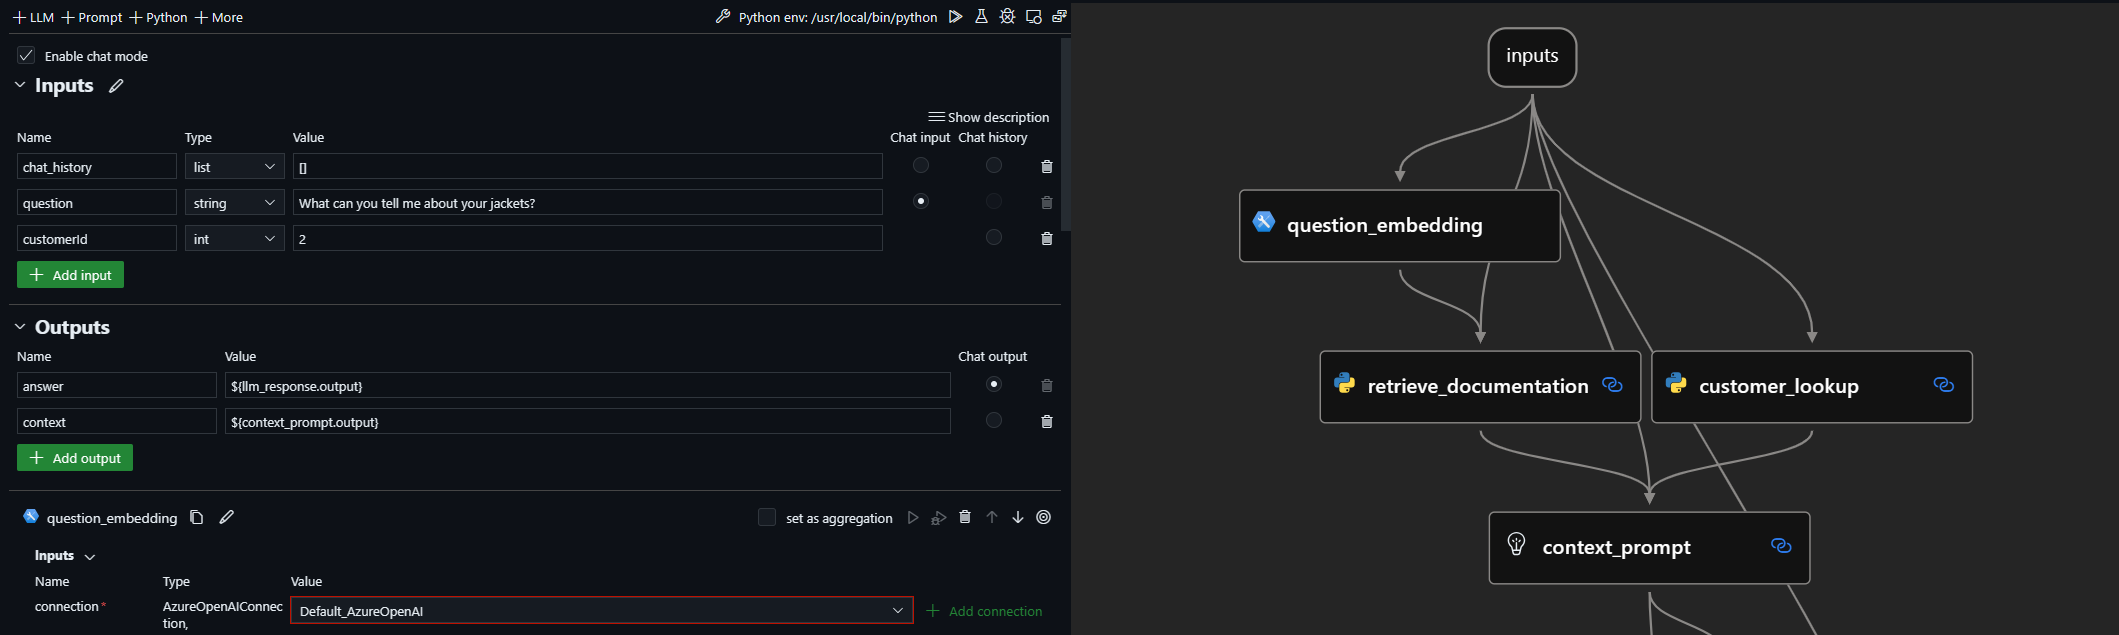 LLM Prompt Python More
Python env: /usr/local/bin/python
Enable chat mode
Inputs
Show description
Name Type Value Chat input Chat history
chat_history list []
question string What can you tell me about your jackets?
customerId int 2
Add input
Outputs
Name Value Chat output
answer ${llm_response.output}
context ${context_prompt.output}
Add output
question_embedding set as aggregation
Inputs
Name Type Value
connection* AzureOpenAIConnec Default_AzureOpenAI Add connection
tion,
inputs
question_embedding
retrieve_documentation customer_lookup
context_prompt